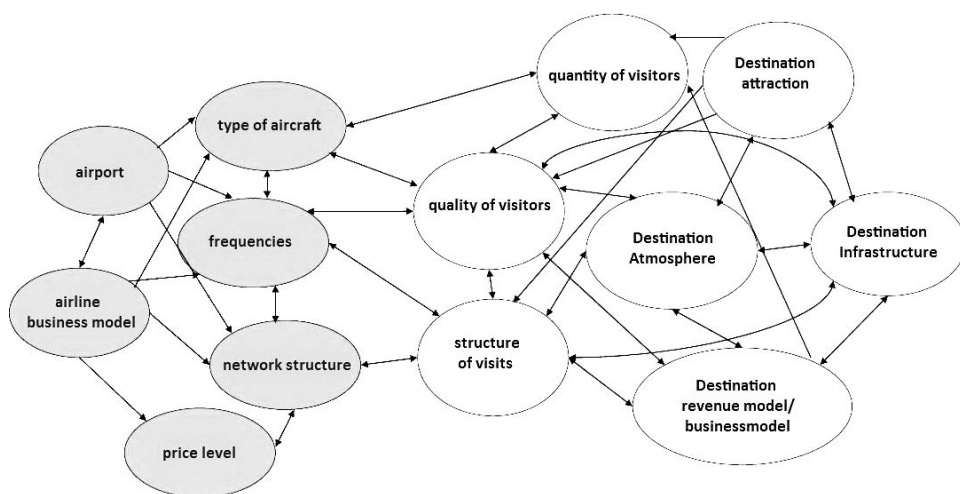 quantity of visitors
Destination
attraction
type of aircraft
airport
quality of visitors
frequencies
Destination
Atmosphere
Destination
Infrastructure
airline
business model
structure
of visits
network structure
Destination
revenue model/
businessmodel
price level